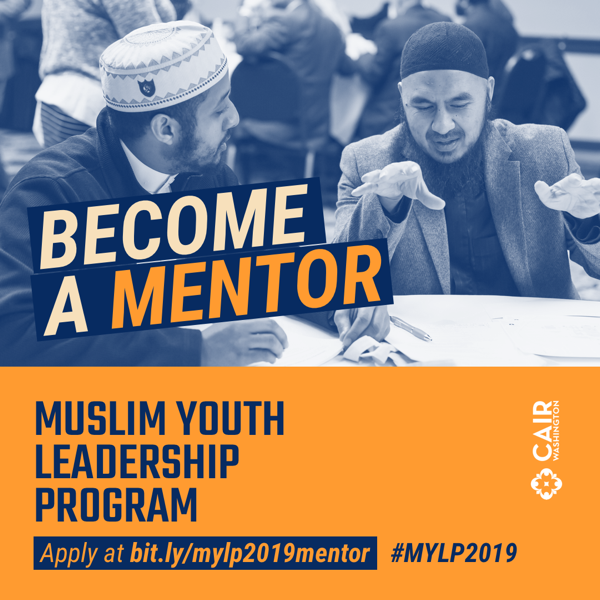 BECOME
A MENTOR
MUSLIM YOUTH
LEADERSHIP
PROGRAM
CAIR
WASHINGTON
Apply at bit.ly/mylp2019mentor #MYLP2019